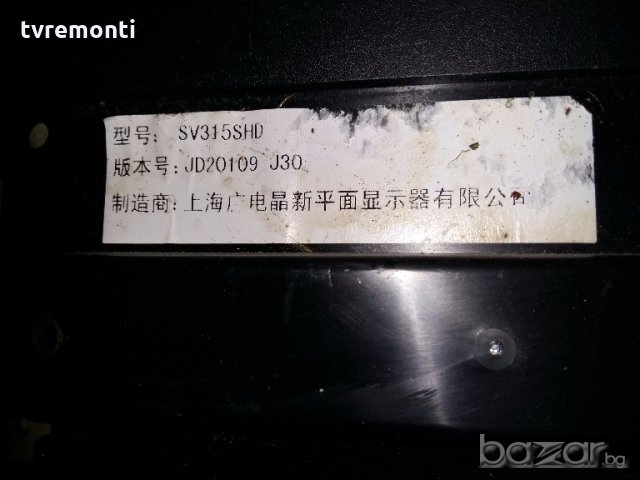 tvremonti
型号: SV315SHD
版本号: JD20109 J30
制造商: 上海广电晶新平面显示器有限公司
bazar.bg